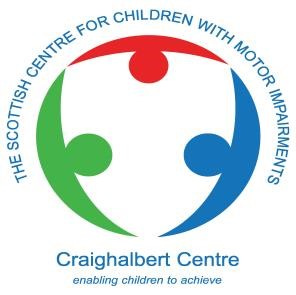 THE SCOTTISH CENTRE FOR CHILDREN WITH MOTOR IMPAIRMENTS
Craighalbert Centre
enabling children to achieve